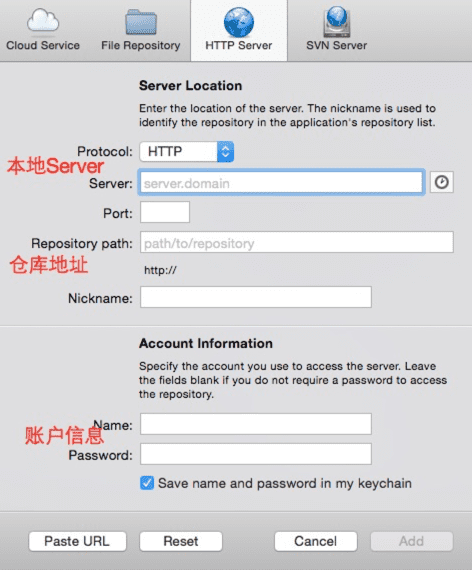 Cloud Service File Repository HTTP Server SVN Server
Server Location
Enter the location of the server. The nickname is used to
identify the repository in the application's repository list.
Protocol: HTTP
本地Server
Server: server.domain
Port:
Repository path: path/to/repository
仓库地址
http://
Nickname:
Account Information
Specify the account you use to access the server. Leave
the fields blank if you do not require a password to access
the repository.
Name:
账户信息
Password:
Save name and password in my keychain
Paste URL Reset Cancel Add